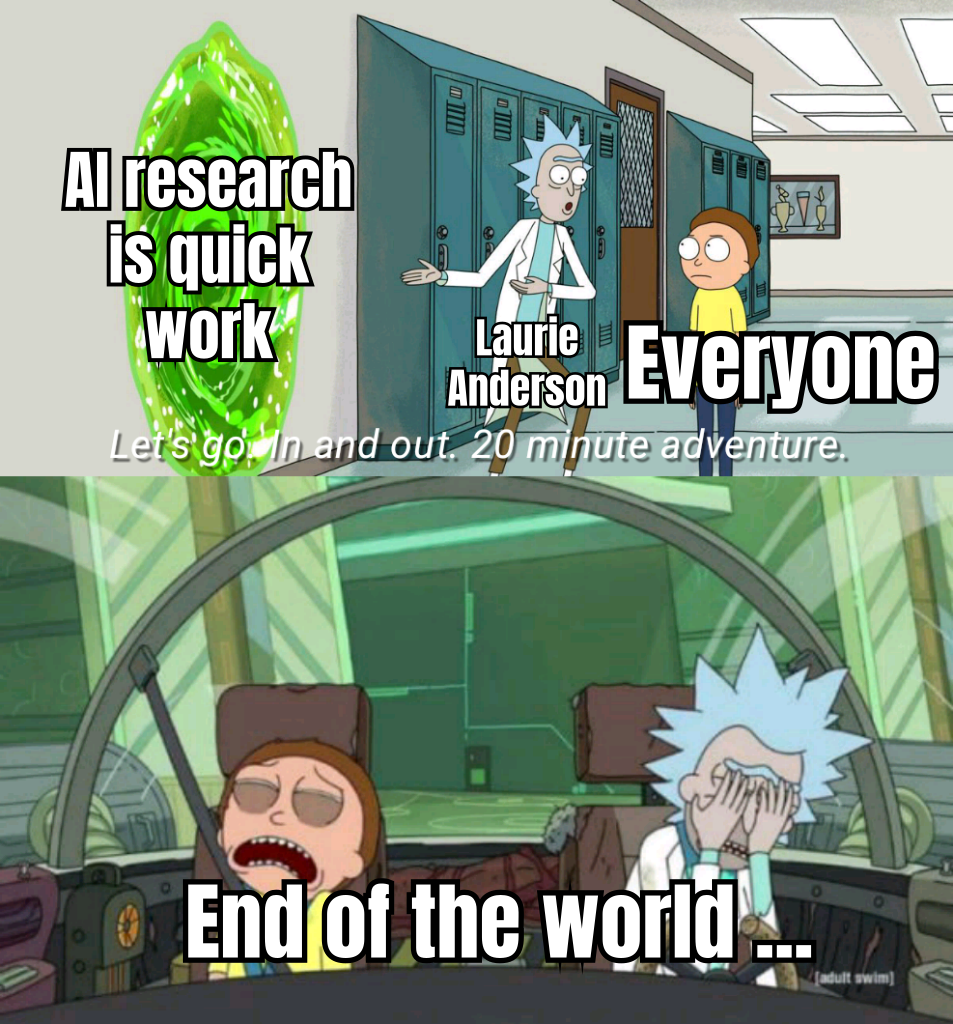 AI research
is quick
work
Laurie
Anderson
Everyone
Let's go. In and out. 20 minute adventure.
End of the world ...
[adult swim]